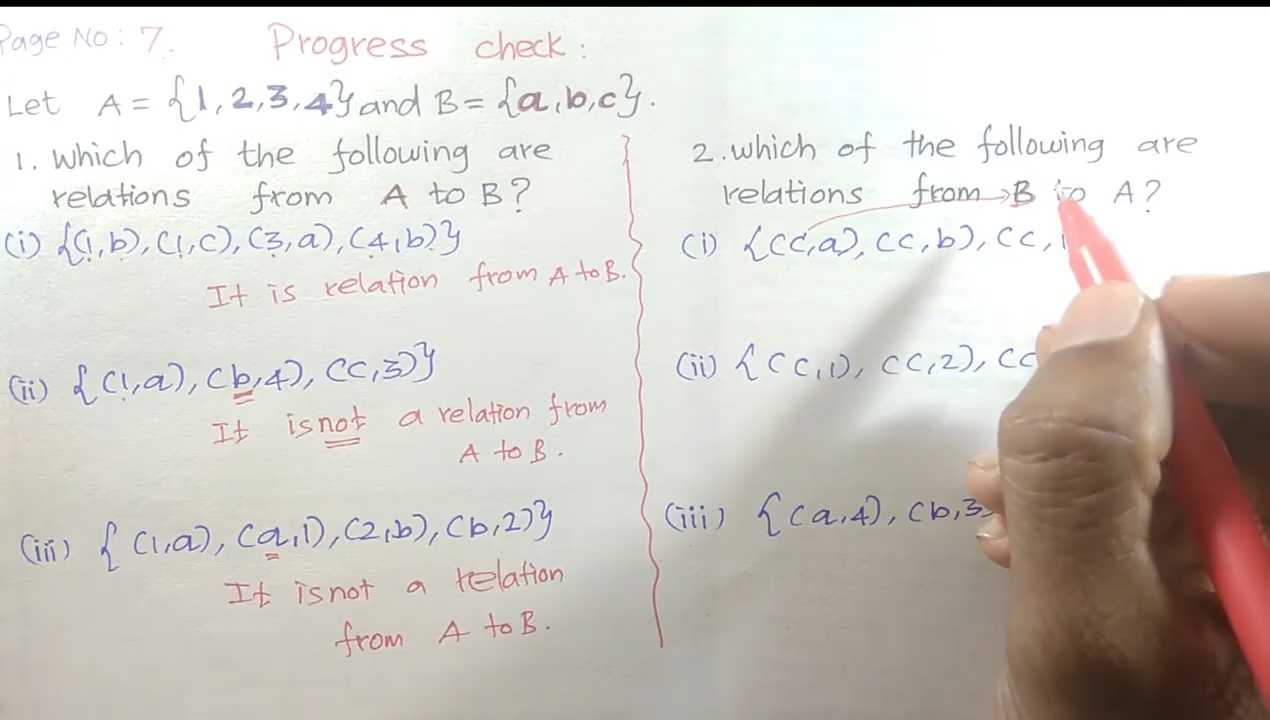 Page No: 7. Progress check:
Let A = {1, 2, 3, 4} and B = {a, b, c}.
1. which of the following are
relations from A to B?
(i) {(1, b), (1, c), (3, a), (4, b)}
It is relation from A to B.
(ii) {(1, a), (b, 4), (c, 3)}
It is not a relation from
A to B.
(iii) {(1, a), (a, 1), (2, b), (b, 2)}
It is not a relation
from A to B.
2. which of the following are
relations from B to A?
(i) {(c, a), (c, b), (c,
(ii) {(c, 1), (c, 2), (c
(iii) {(a, 4), (b, 3